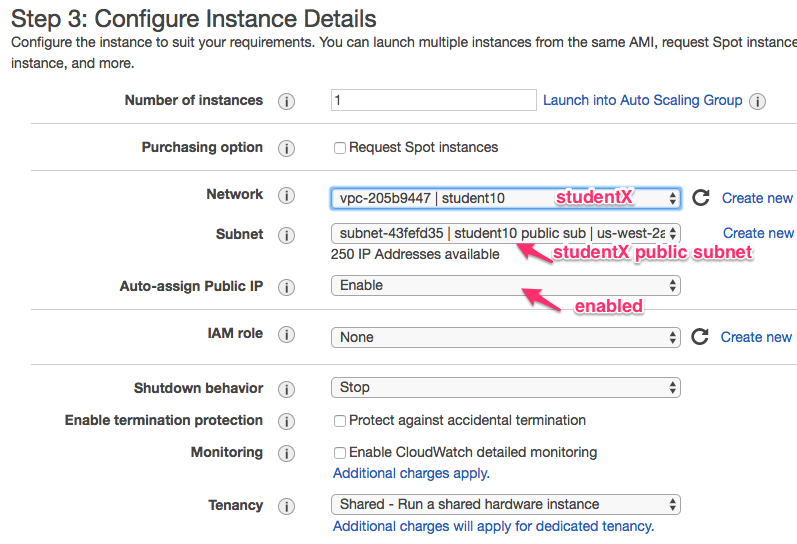 Step 3: Configure Instance Details
Configure the instance to suit your requirements. You can launch multiple instances from the same AMI, request Spot instance
instance, and more.
Number of instances i 1 Launch into Auto Scaling Group i
Purchasing option i Request Spot instances
Network i vpc-205b9447 | student10 studentX Create new
Subnet i subnet-43fefd35 | student10 public sub | us-west-2a Create new
250 IP Addresses available studentX public subnet
Auto-assign Public IP i Enable
enabled
IAM role i None Create new
Shutdown behavior i Stop
Enable termination protection i Protect against accidental termination
Monitoring i Enable CloudWatch detailed monitoring
Additional charges apply.
Tenancy i Shared - Run a shared hardware instance
Additional charges will apply for dedicated tenancy.